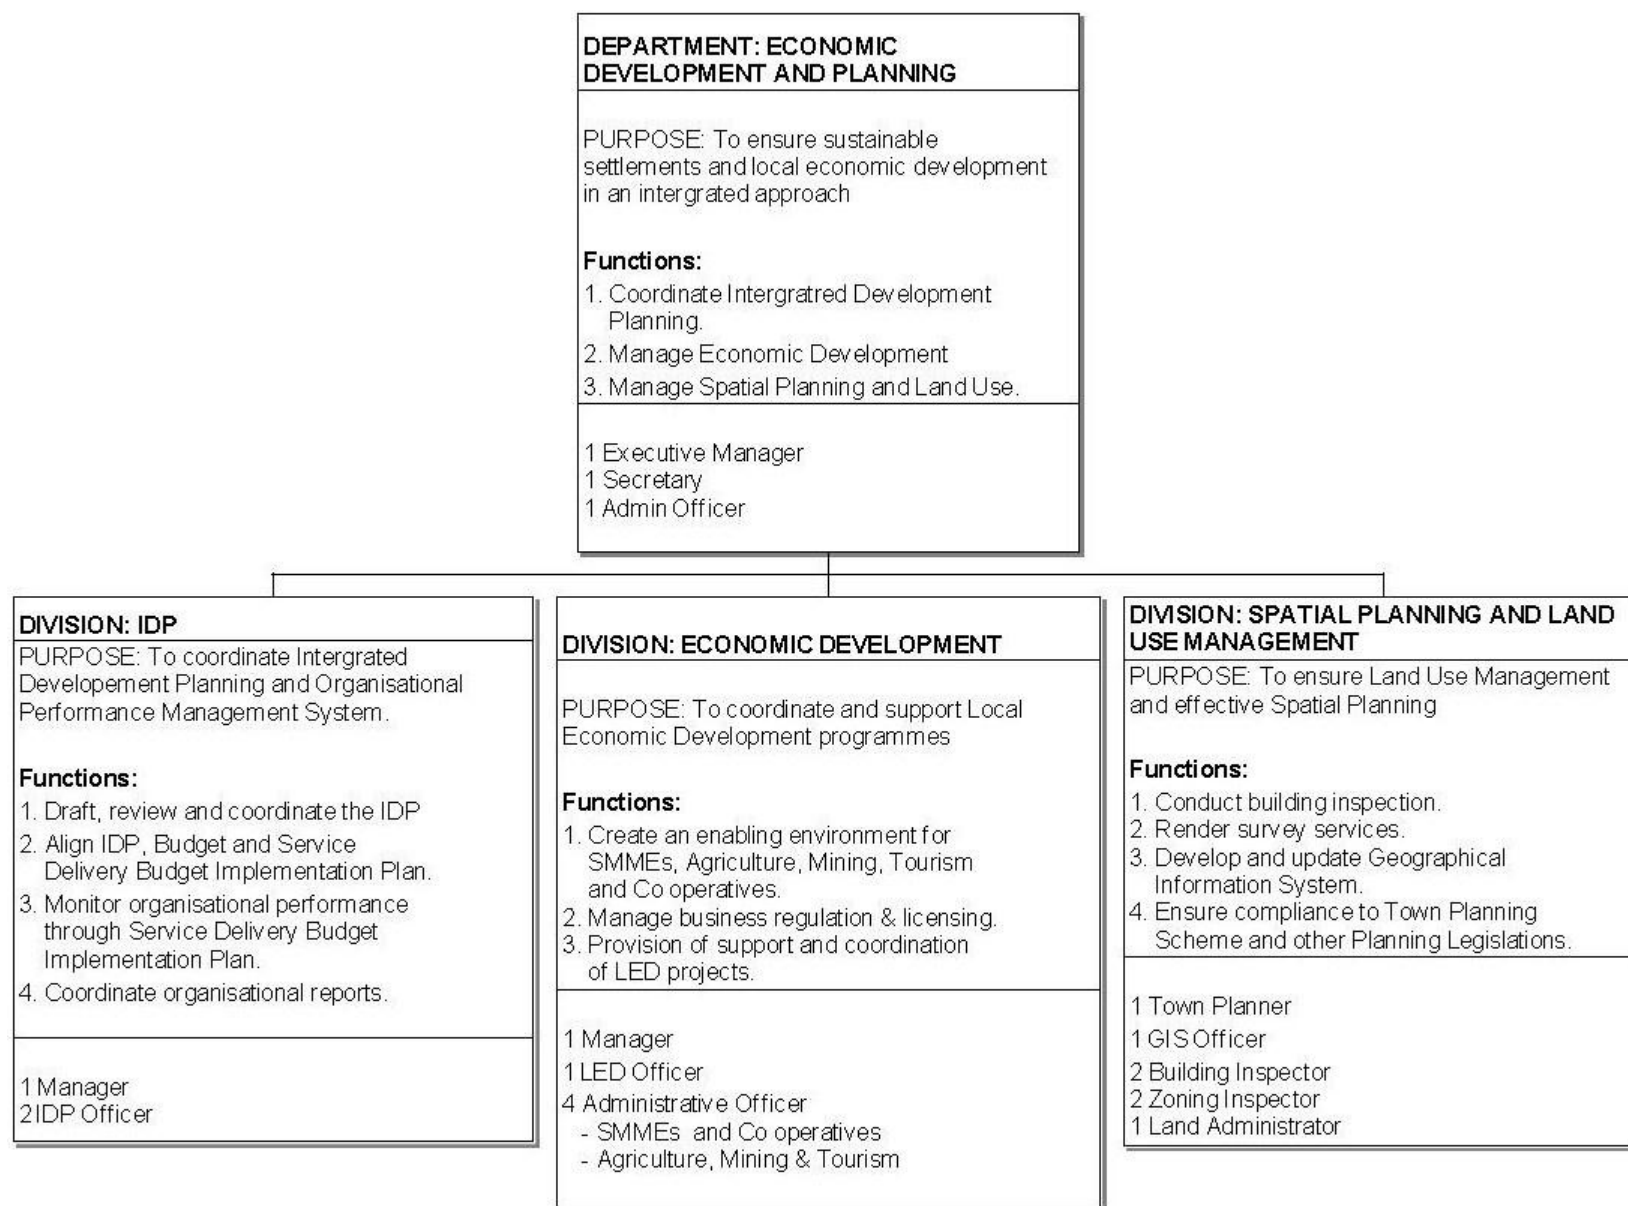 DEPARTMENT: ECONOMIC
DEVELOPMENT AND PLANNING
PURPOSE: To ensure sustainable
settlements and local economic development
in an intergrated approach
Functions:
1. Coordinate Intergratred Development
Planning.
2. Manage Economic Development
3. Manage Spatial Planning and Land Use.
1 Executive Manager
1 Secretary
1 Admin Officer
DIVISION: IDP
PURPOSE: To coordinate Intergrated
Developement Planning and Organisational
Performance Management System.
Functions:
1. Draft, review and coordinate the IDP
2. Align IDP, Budget and Service
Delivery Budget Implementation Plan.
3. Monitor organisational performance
through Service Delivery Budget
Implementation Plan.
4. Coordinate organisational reports.
1 Manager
2 IDP Officer
DIVISION: ECONOMIC DEVELOPMENT
PURPOSE: To coordinate and support Local
Economic Development programmes
Functions:
1. Create an enabling environment for
SMMEs, Agriculture, Mining, Tourism
and Co operatives.
2. Manage business regulation & licensing.
3. Provision of support and coordination
of LED projects.
1 Manager
1 LED Officer
4 Administrative Officer
- SMMEs and Co operatives
- Agriculture, Mining & Tourism
DIVISION: SPATIAL PLANNING AND LAND
USE MANAGEMENT
PURPOSE: To ensure Land Use Management
and effective Spatial Planning
Functions:
1. Conduct building inspection.
2. Render survey services.
3. Develop and update Geographical
Information System.
4. Ensure compliance to Town Planning
Scheme and other Planning Legislations.
1 Town Planner
1 GIS Officer
2 Building Inspector
2 Zoning Inspector
1 Land Administrator